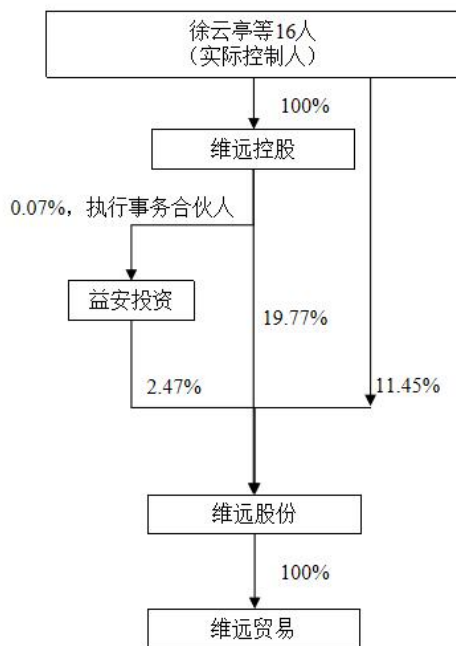 徐云亭等16人
（实际控制人）
100%
维远控股
0.07%，执行事务合伙人
益安投资
19.77%
2.47%
11.45%
维远股份
100%
维远贸易